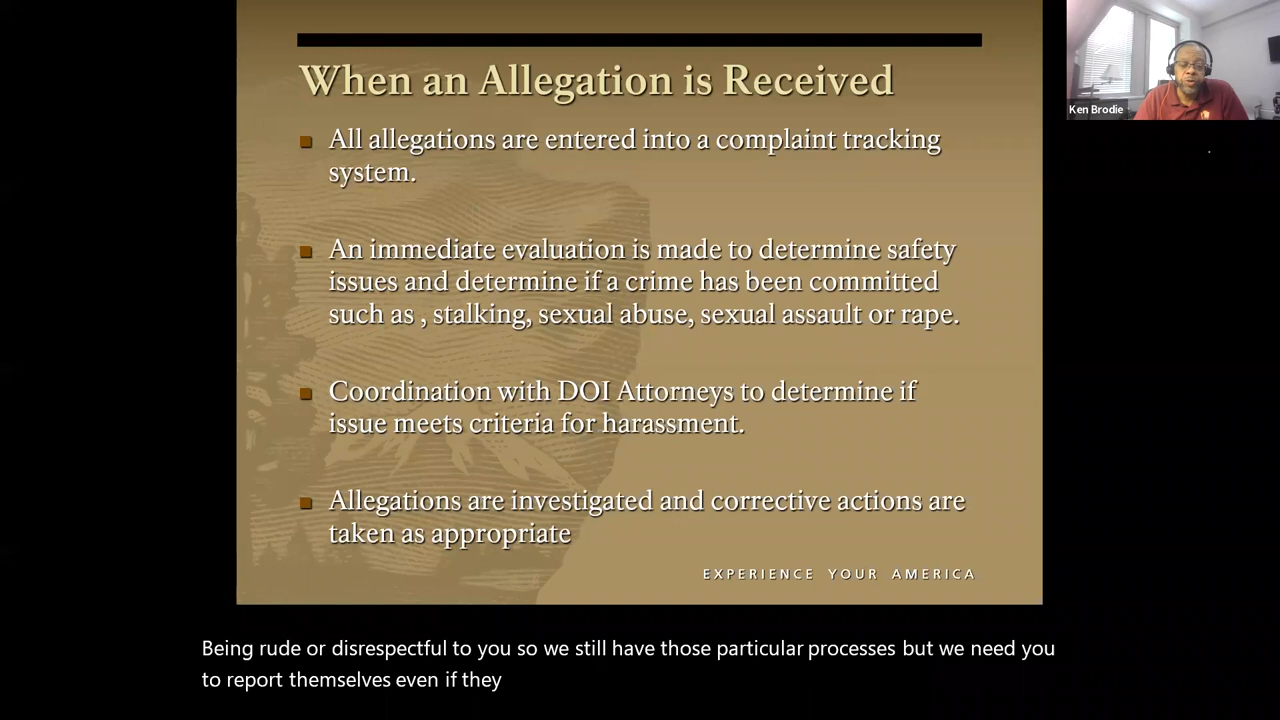 When an Allegation is Received
All allegations are entered into a complaint tracking
system.
An immediate evaluation is made to determine safety
issues and determine if a crime has been committed
such as , stalking, sexual abuse, sexual assault or rape.
Coordination with DOI Attorneys to determine if
issue meets criteria for harassment.
Allegations are investigated and corrective actions are
taken as appropriate
EXPERIENCE YOUR AMERICA
Ken Brodie
Being rude or disrespectful to you so we still have those particular processes but we need you
to report themselves even if they